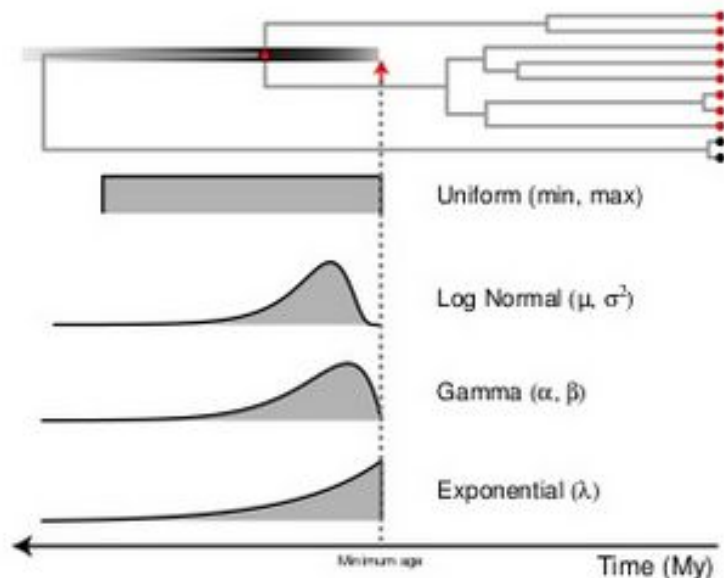 Uniform (min, max)
Log Normal (μ, σ²)
Gamma (α, β)
Exponential (λ)
Minimum age
Time (My)